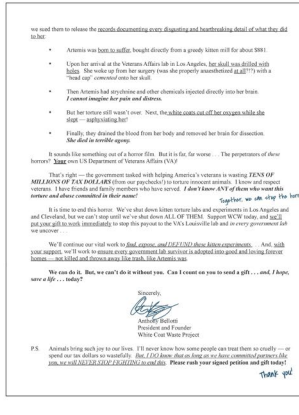 we sued them to release the records documenting every disgusting and heartbreaking detail of what they did
to her
• Artemis was born to suffer, bought directly from a greedy kitten mill for about $881.
• Upon her arrival at the Veterans Affairs lab in Los Angeles, her skull was drilled with
holes. She woke up from her surgery (was she properly anesthetized at all???) with a
"head cap" cemented into her skull.
• Then Artemis had strychnine and other chemicals injected directly into her brain.
I cannot imagine her pain and distress.
• But her torture still wasn't over. Next, the white coats cut off her oxygen while she
slept — asphyxiating her!
• Finally, they drained the blood from her body and removed her brain for dissection.
She died in terrible agony.
It sounds like something out of a horror film. But it is far, far worse… The perpetrators of these
horrors? Your own US Department of Veterans Affairs (VA)!
That's right — the government tasked with helping America's veterans is wasting TENS OF
MILLIONS OF TAX DOLLARS (from our paychecks!) to torture innocent animals. I know and respect
veterans. I have friends and family members who have served. I don't know ANY of them who want this
torture and abuse committed in their name!
Together, we can stop the horr
It is time to end this horror. We've shut down kitten torture labs and experiments in Los Angeles and
and Cleveland, but we can't stop until we've shut down ALL OF THEM. Support WCW today, and we'll
put your gift to work immediately to stop this payout to the VA's Louisville lab and in every government lab
we uncover
We'll continue our vital work to find, expose, and DEFUND these kitten experiments. And, with
your support, we'll work to ensure every government lab survivor is adopted into good and loving forever
homes — not killed and thrown away like trash, like Artemis was.
We can do it. But, we can't do it without you. Can I count on you to send a gift . . . and, I hope,
save a life . . . today?
Sincerely,
Anthony Bellotti
President and Founder
White Coat Waste Project
P.S. Animals bring such joy to our lives. I'll never know how some people can treat them so cruelly — or
spend our tax dollars so wastefully. But, I DO know that as long as we have committed partners like
you, we will NEVER STOP FIGHTING to end this. Please rush your signed petition and gift today!
Thank you!